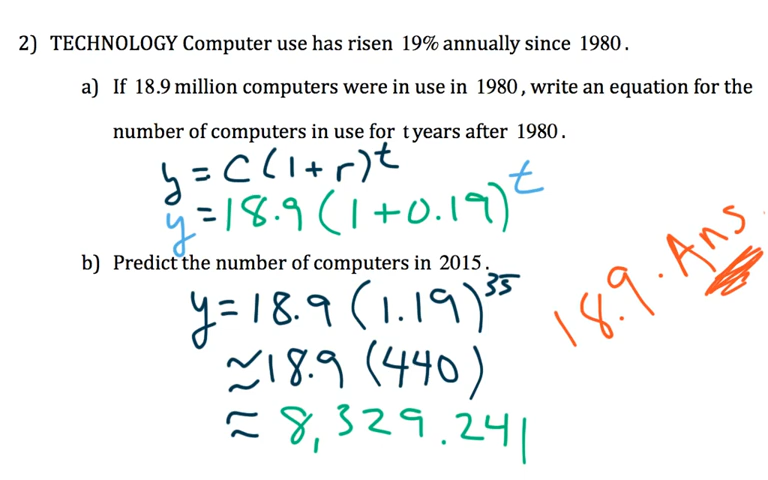 2) TECHNOLOGY Computer use has risen 19% annually since 1980.
a) If 18.9 million computers were in use in 1980, write an equation for the
number of computers in use for t years after 1980.
y = C(1+r)^t
y = 18.9(1+0.19)^t
b) Predict the number of computers in 2015.
y = 18.9(1.19)^35
≈ 18.9(440)
≈ 8,329.241
18.9.Ans